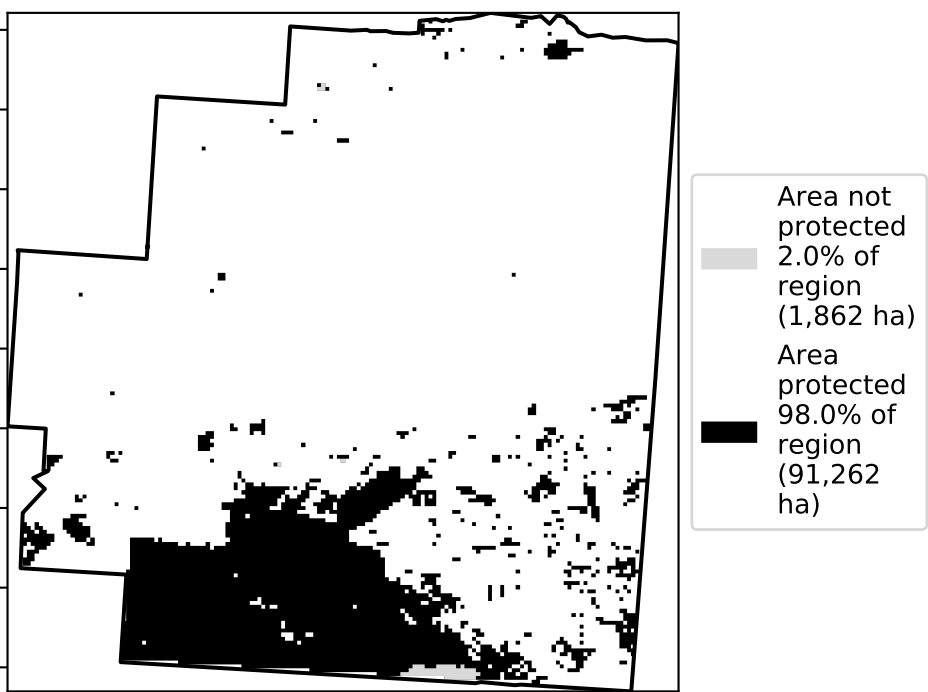 Area not
protected
2.0% of
region
(1,862 ha)
Area
protected
98.0% of
region
(91,262
ha)